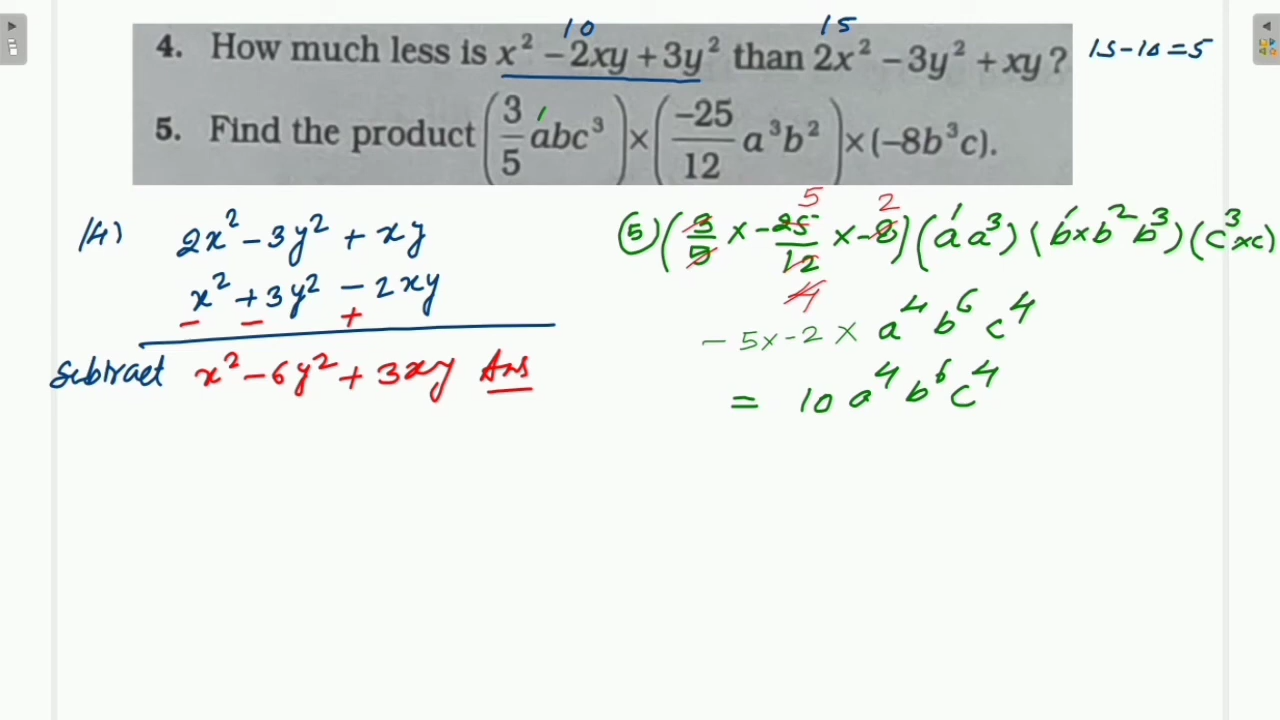 10 15
4. How much less is x² − 2xy + 3y² than 2x² − 3y² + xy ? 15-10=5
5. Find the product (3/5 abc³) × (−25/12 a³b²) × (−8b³c).
(4) 2x² − 3y² + xy
x² + 3y² − 2xy
− − +
Subtract x² − 6y² + 3xy Ans
5) (3/5 × −25/12 × −8) (a¹ a³) (b¹ × b² b³) (c³ × c)
5 2
4
− 5 × −2 × a⁴ b⁶ c⁴
= 10 a⁴ b⁶ c⁴